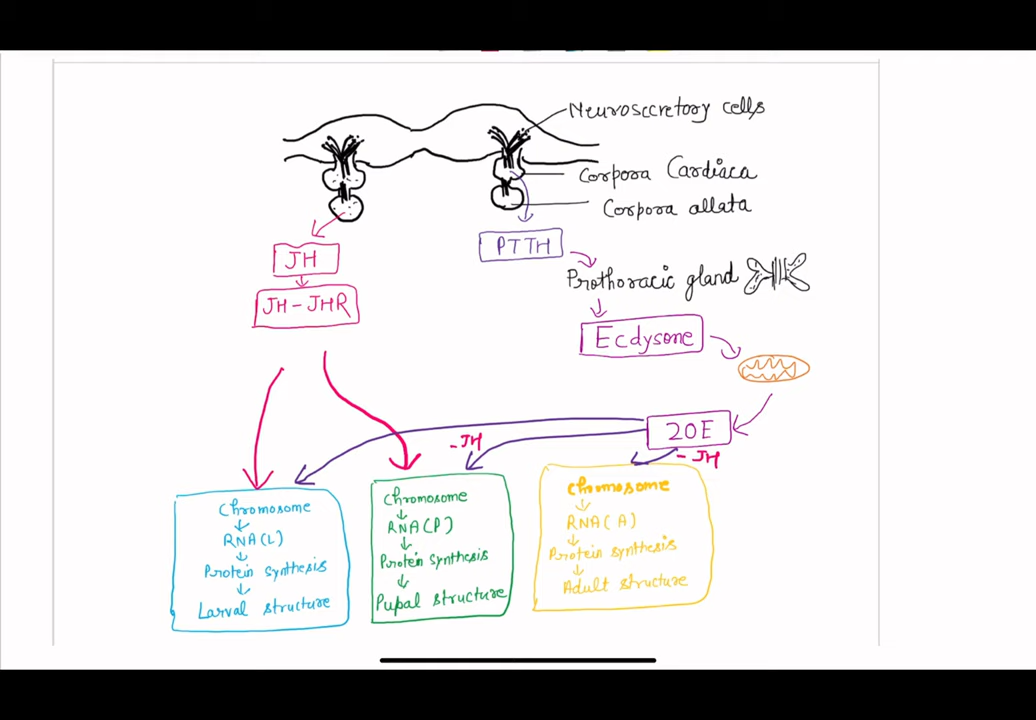 Neurosecretory cells
Corpora Cardiaca
Corpora allata
PTTH
JH
Prothoracic gland
JH-JHR
Ecdysone
20E
-JH
-JH
Chromosome
RNA(L)
Protein synthesis
Larval structure
Chromosome
RNA(P)
Protein synthesis
Pupal structure
Chromosome
RNA(A)
Protein synthesis
Adult structure